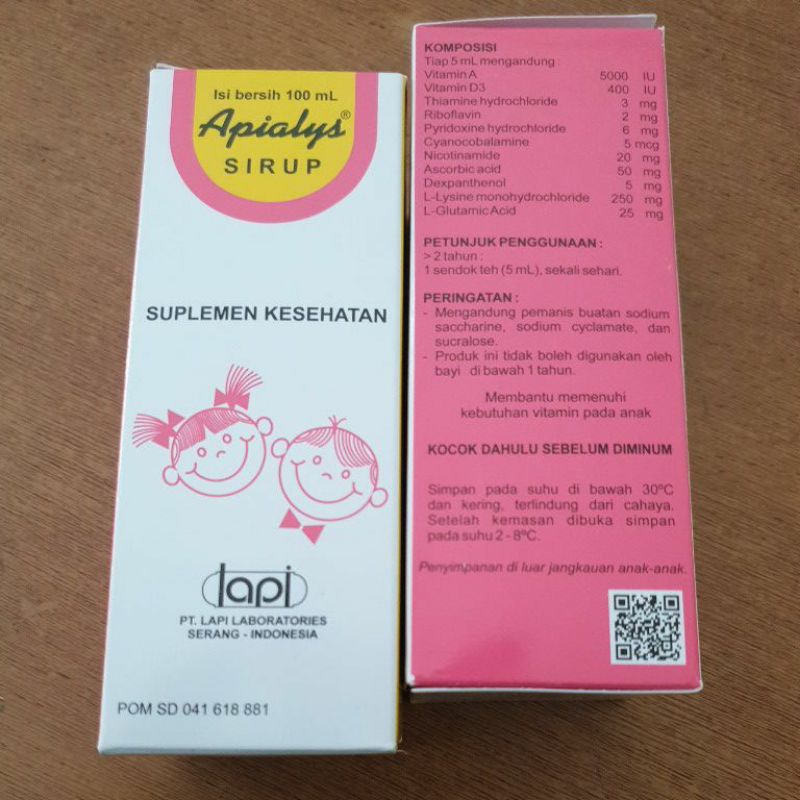 Isi bersih 100 mL
Apialys®
SIRUP
SUPLEMEN KESEHATAN
lapi
PT. LAPI LABORATORIES
SERANG - INDONESIA
POM SD 041 618 881
KOMPOSISI
Tiap 5 mL mengandung :
Vitamin A 5000 IU
Vitamin D3 400 IU
Thiamine hydrochloride 3 mg
Riboflavin 2 mg
Pyridoxine hydrochloride 6 mg
Cyanocobalamine 5 mcg
Nicotinamide 20 mg
Ascorbic acid 50 mg
Dexpanthenol 5 mg
L-Lysine monohydrochloride 250 mg
L-Glutamic Acid 25 mg
PETUNJUK PENGGUNAAN :
> 2 tahun :
1 sendok teh (5 mL), sekali sehari.
PERINGATAN :
- Mengandung pemanis buatan sodium
saccharine, sodium cyclamate, dan
sucralose.
- Produk ini tidak boleh digunakan oleh
bayi di bawah 1 tahun.
Membantu memenuhi
kebutuhan vitamin pada anak
KOCOK DAHULU SEBELUM DIMINUM
Simpan pada suhu di bawah 30°C
dan kering, terlindung dari cahaya.
Setelah kemasan dibuka simpan
pada suhu 2 - 8°C.
Penyimpanan di luar jangkauan anak-anak.